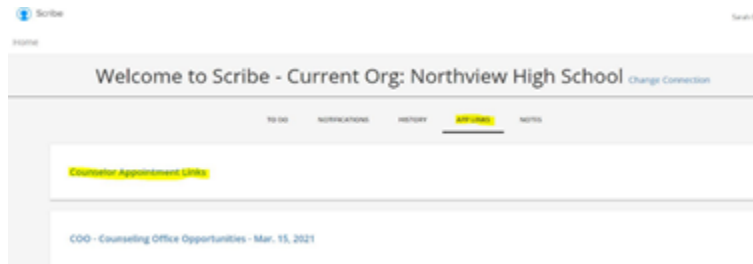 Scribe
Sarah
Home
Welcome to Scribe - Current Org: Northview High School Change Connection
TO DO NOTIFICATIONS HISTORY APP LINKS NOTES
Counselor Appointment Links
COO - Counseling Office Opportunities - Mar. 15, 2021